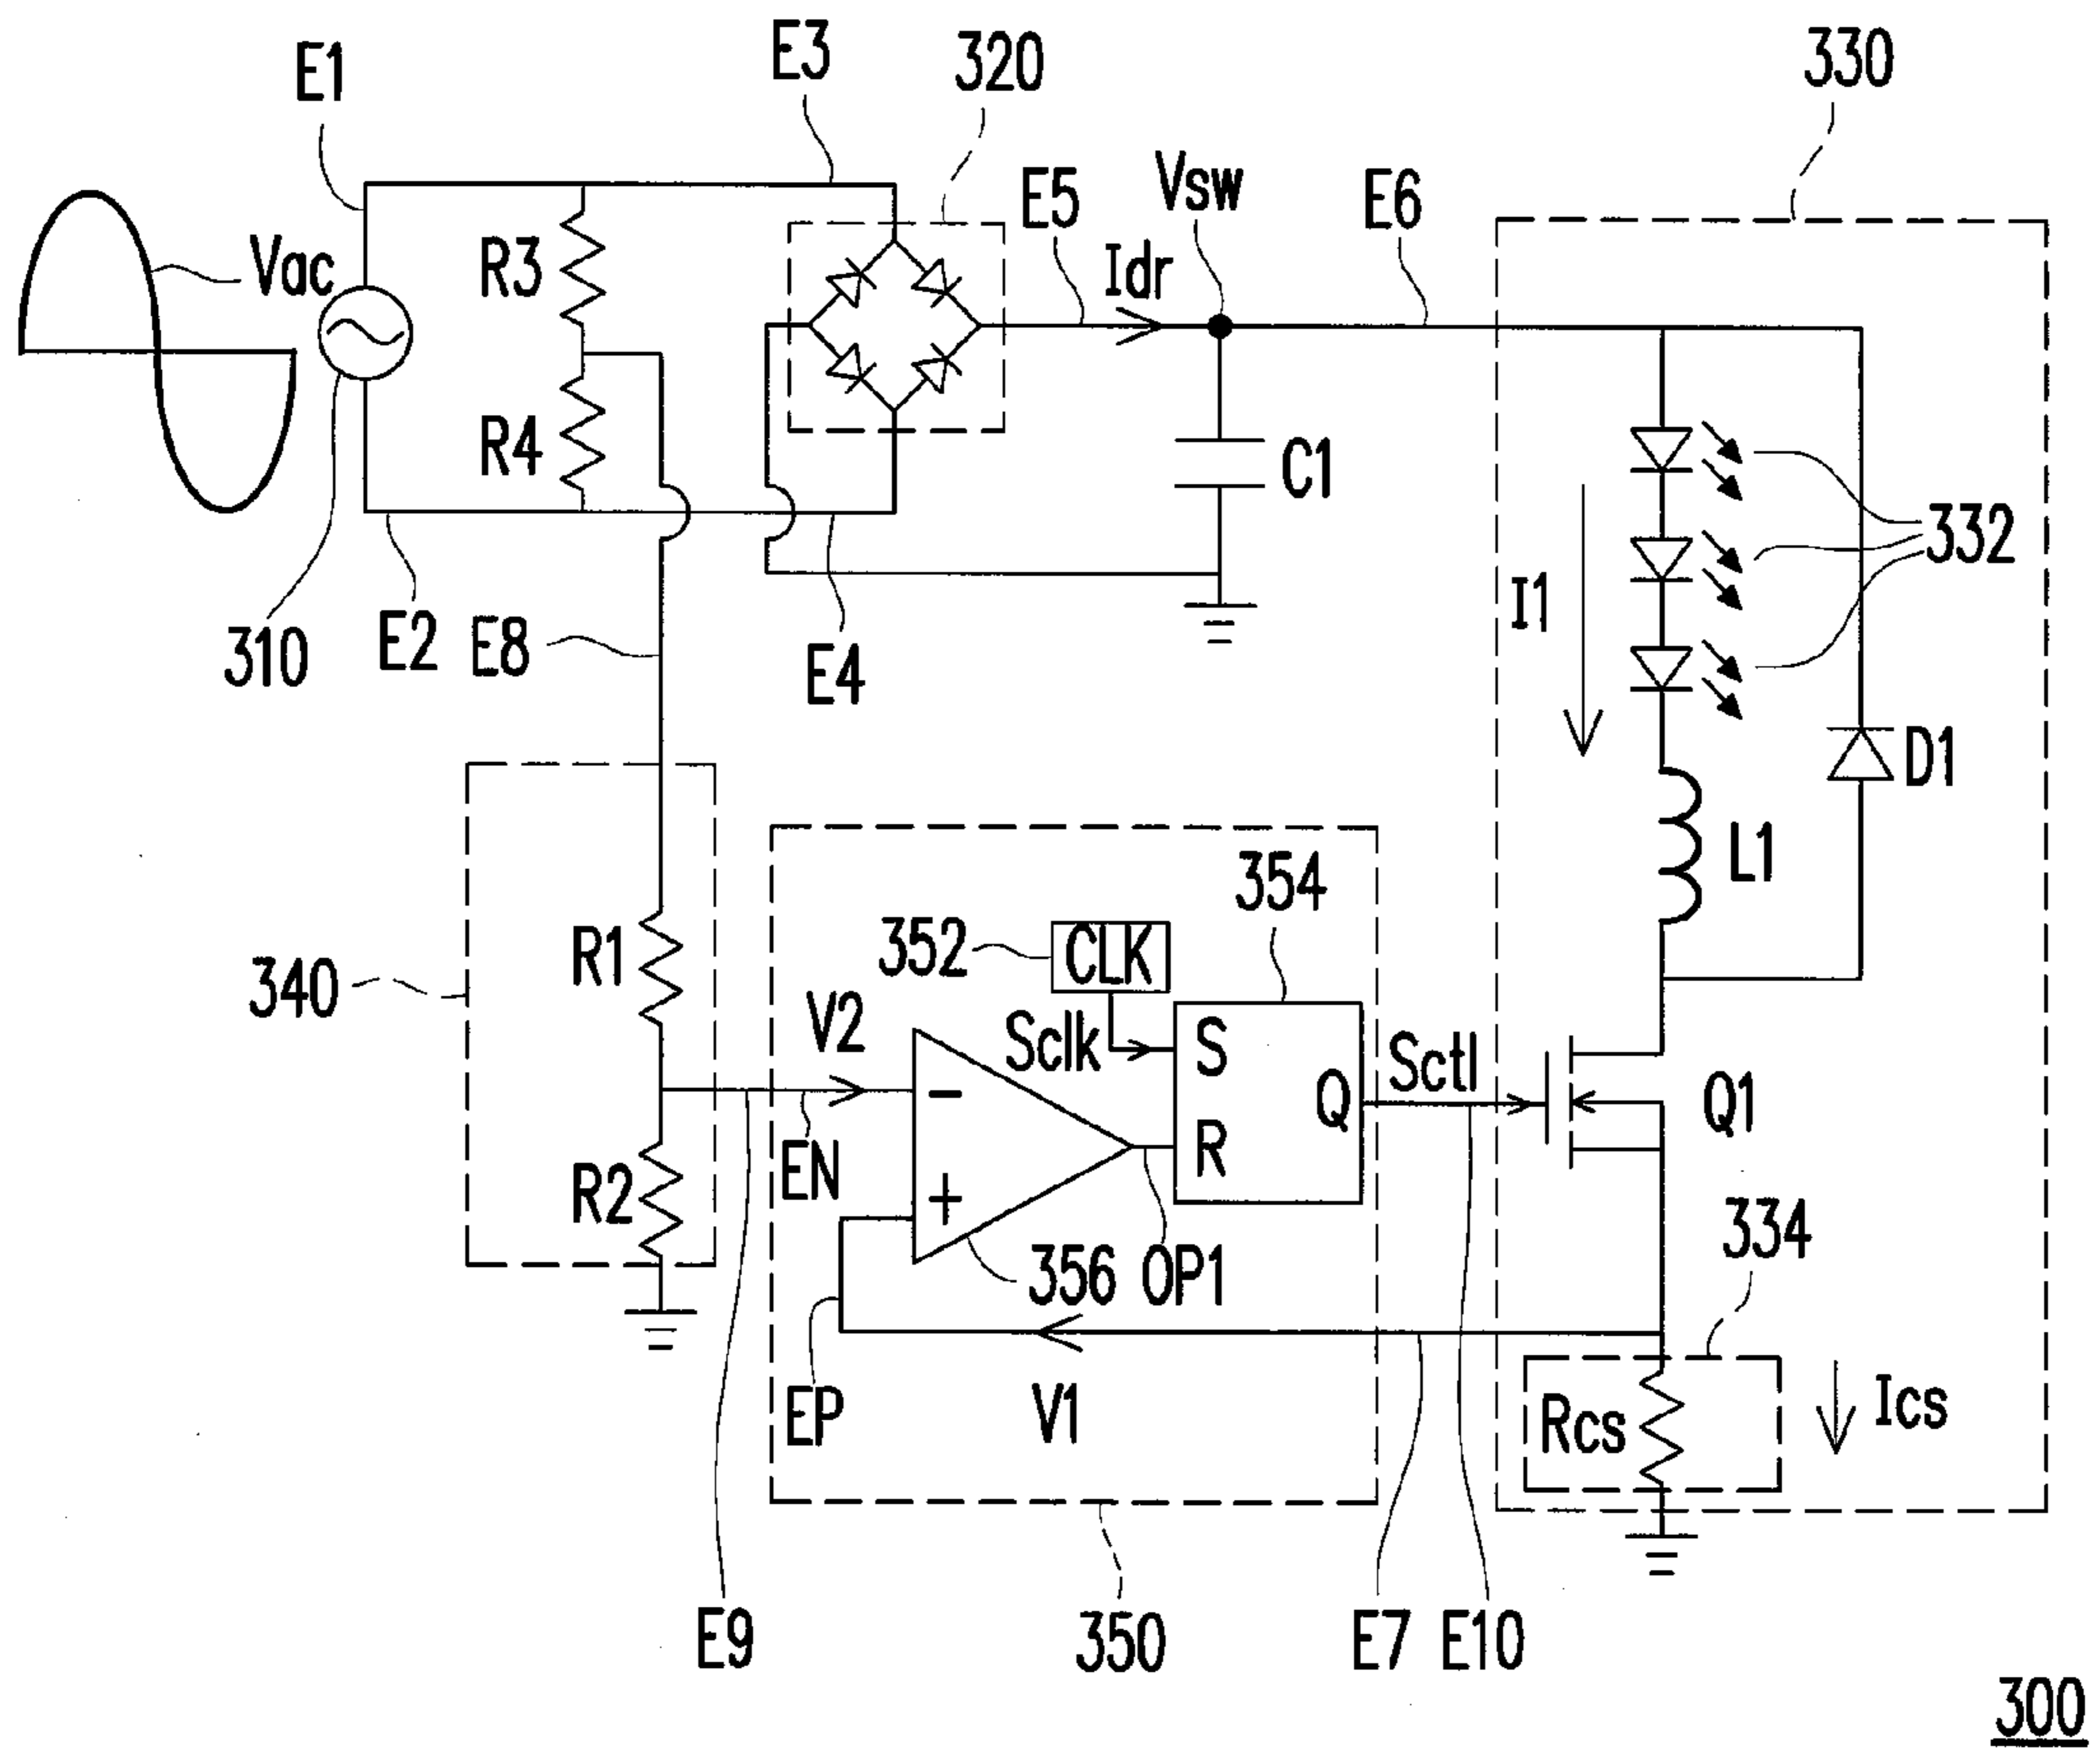 E1
E3
320
330
Vac
R3
E5
Vsw
E6
Idr
R4
C1
332
I1
310
E2
E8
E4
D1
L1
354
352
CLK
340
R1
V2
Sclk
S
Q
Sctl
Q1
−
EN
R
R2
+
334
356
OP1
EP
V1
Rcs
Ics
E9
350
E7
E10
300